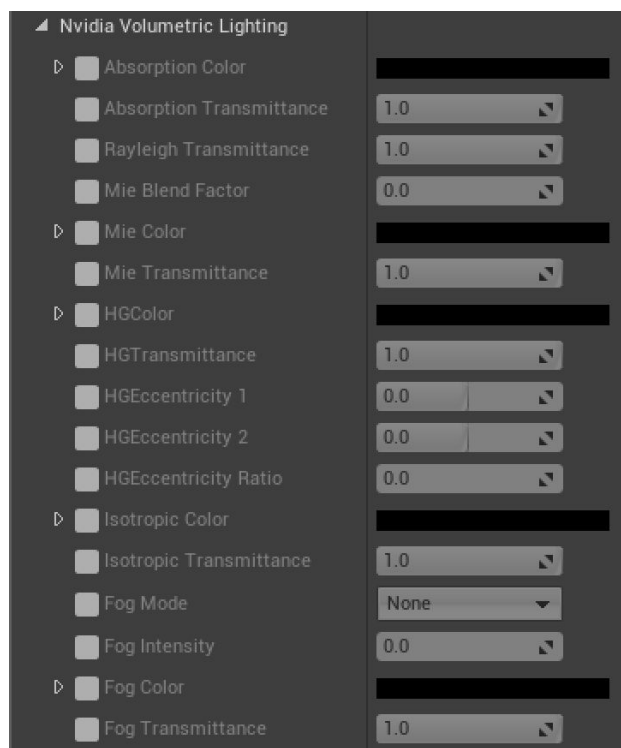 Nvidia Volumetric Lighting
Absorption Color
Absorption Transmittance 1.0
Rayleigh Transmittance 1.0
Mie Blend Factor 0.0
Mie Color
Mie Transmittance 1.0
HGColor
HGTransmittance 1.0
HGEccentricity 1 0.0
HGEccentricity 2 0.0
HGEccentricity Ratio 0.0
Isotropic Color
Isotropic Transmittance 1.0
Fog Mode None
Fog Intensity 0.0
Fog Color
Fog Transmittance 1.0